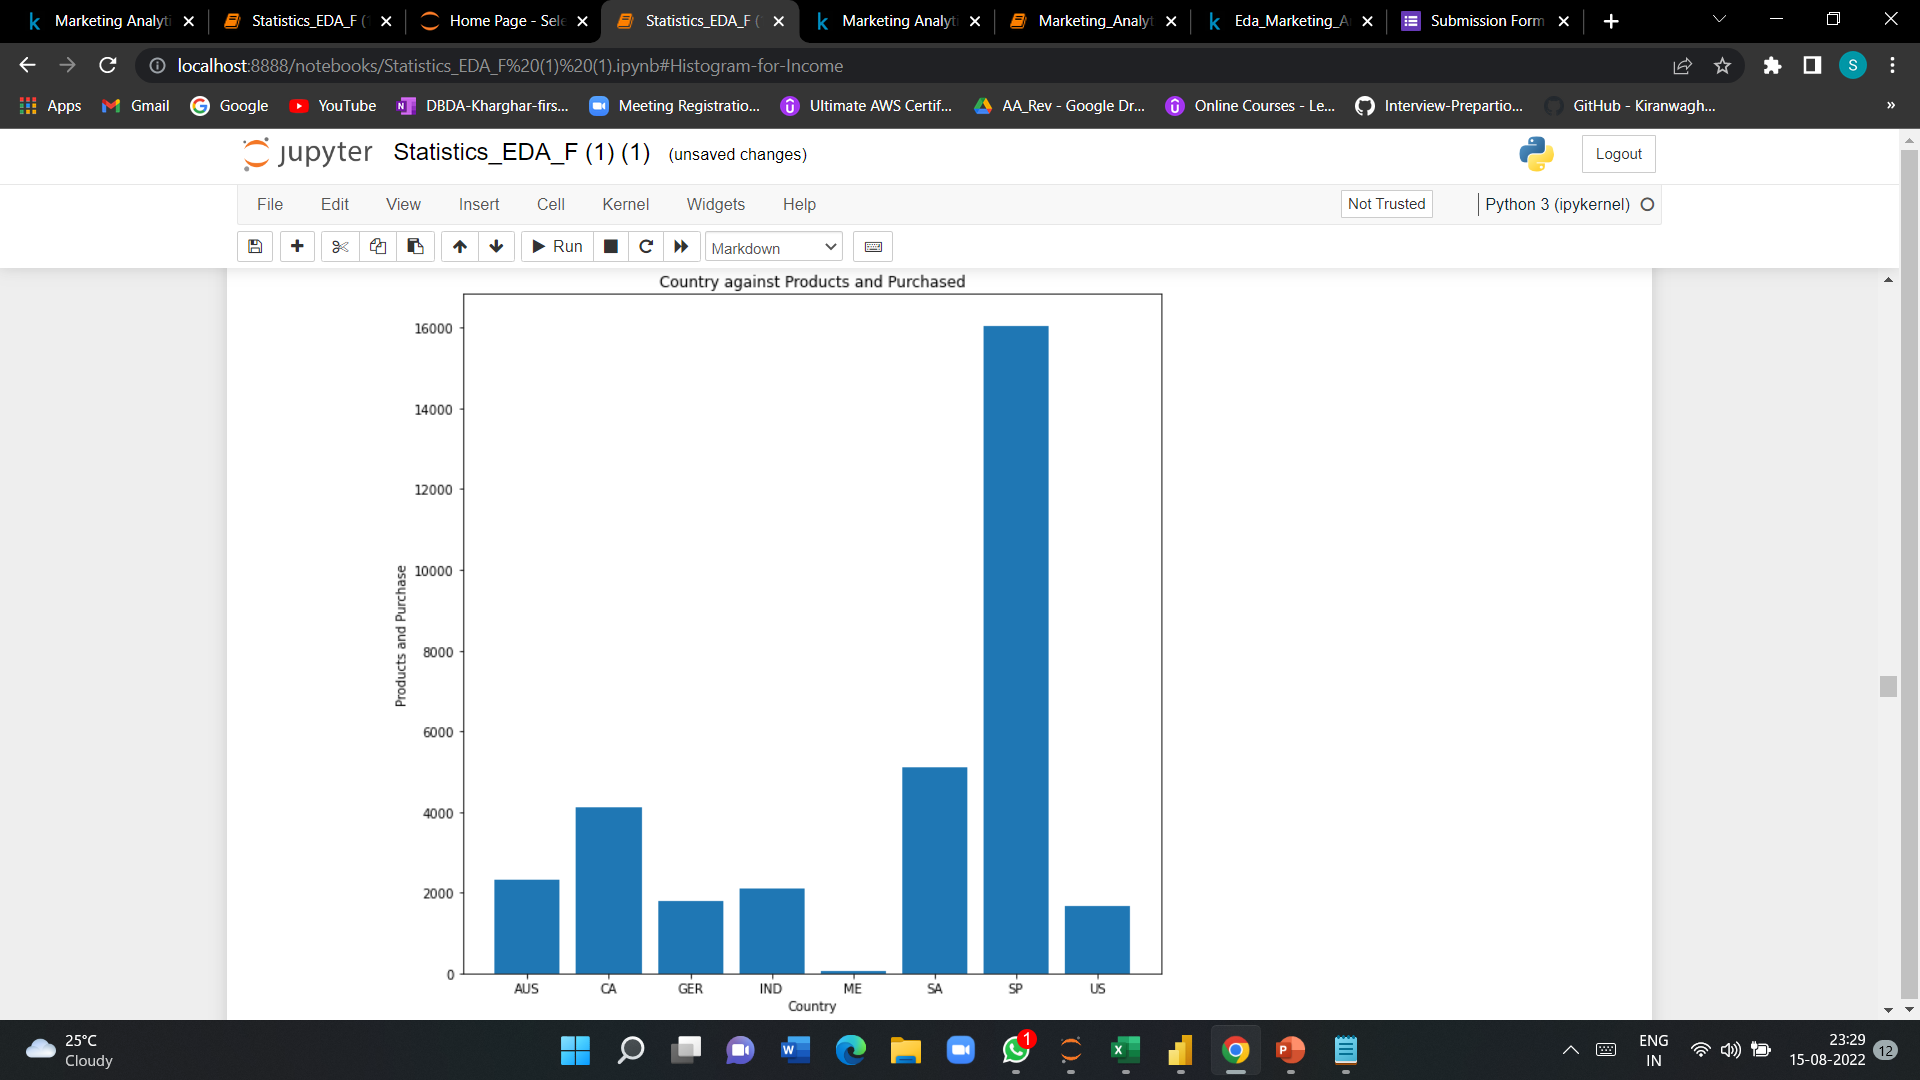 Marketing Analyti
Statistics_EDA_F (
Home Page - Sele
Statistics_EDA_F (
Marketing Analyti
Marketing_Analyt
Eda_Marketing_A
Submission Form
localhost:8888/notebooks/Statistics_EDA_F%20(1)%20(1).ipynb#Histogram-for-Income
S
Apps
Gmail
Google
YouTube
DBDA-Kharghar-firs...
Meeting Registratio...
Ultimate AWS Certif...
AA_Rev - Google Dr...
Online Courses - Le...
Interview-Prepartio...
GitHub - Kiranwagh...
»
jupyter
Statistics_EDA_F (1) (1)
(unsaved changes)
Logout
File
Edit
View
Insert
Cell
Kernel
Widgets
Help
Not Trusted
Python 3 (ipykernel)
Run
Markdown
Country against Products and Purchased
16000
14000
12000
10000
8000
6000
4000
2000
0
Products and Purchase
AUS
CA
GER
IND
ME
SA
SP
US
Country
25°C
Cloudy
1
ENG
IN
23:29
15-08-2022
12